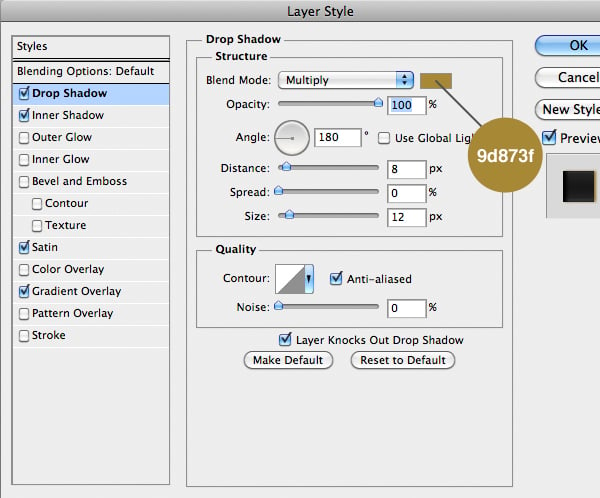 Layer Style
Styles
Blending Options: Default
Drop Shadow
Inner Shadow
Outer Glow
Inner Glow
Bevel and Emboss
Contour
Texture
Satin
Color Overlay
Gradient Overlay
Pattern Overlay
Stroke
Drop Shadow
Structure
Blend Mode: Multiply
Opacity: 100 %
Angle: 180 ° Use Global Lig
9d873f
Distance: 8 px
Spread: 0 %
Size: 12 px
Quality
Contour: Anti-aliased
Noise: 0 %
Layer Knocks Out Drop Shadow
Make Default Reset to Default
OK
Cancel
New Style
Preview